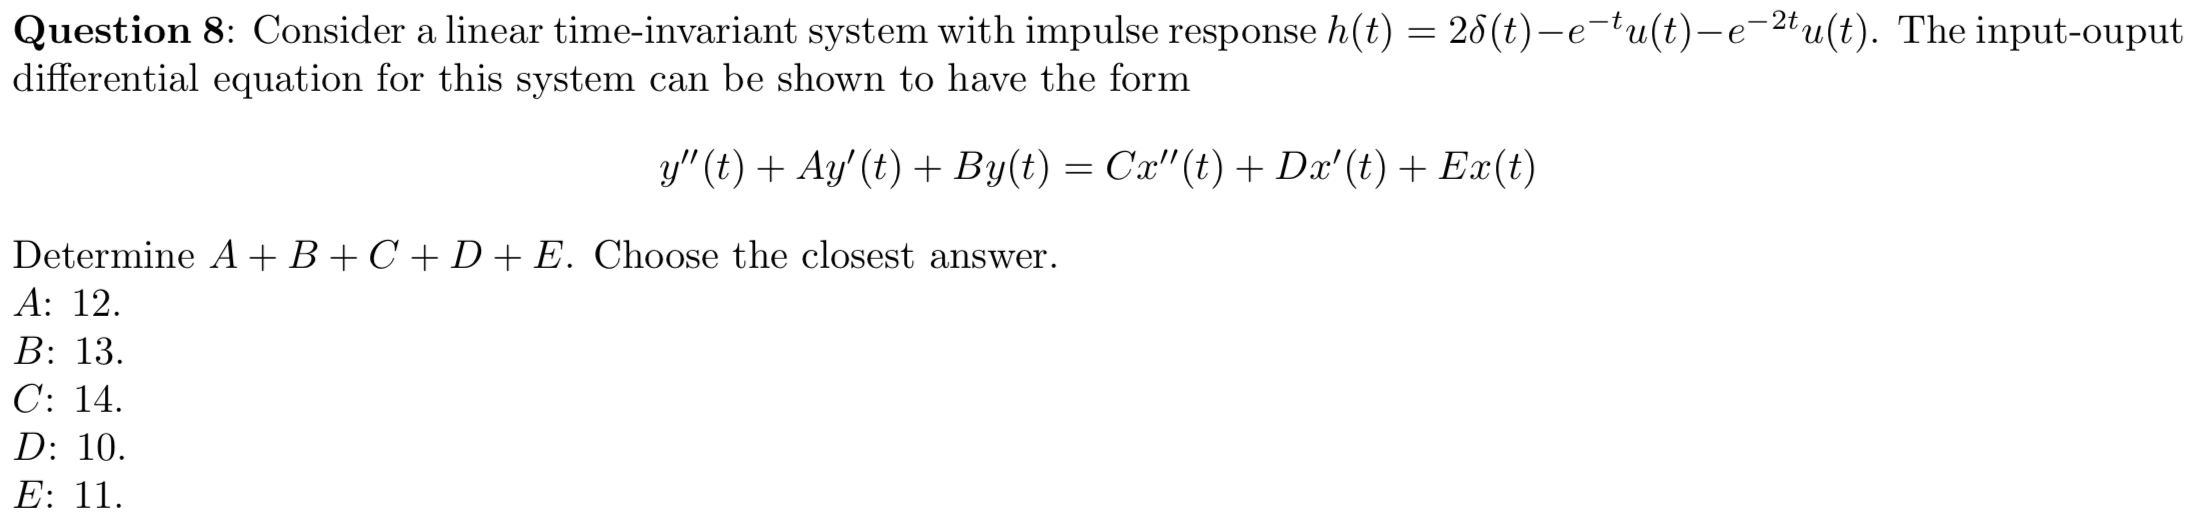 Question 8: Consider a linear time-invariant system with impulse response h(t) = 2δ(t)−e^{−t}u(t)−e^{−2t}u(t). The input-ouput
differential equation for this system can be shown to have the form
y′′(t) + Ay′(t) + By(t) = Cx′′(t) + Dx′(t) + Ex(t)
Determine A + B + C + D + E. Choose the closest answer.
A: 12.
B: 13.
C: 14.
D: 10.
E: 11.